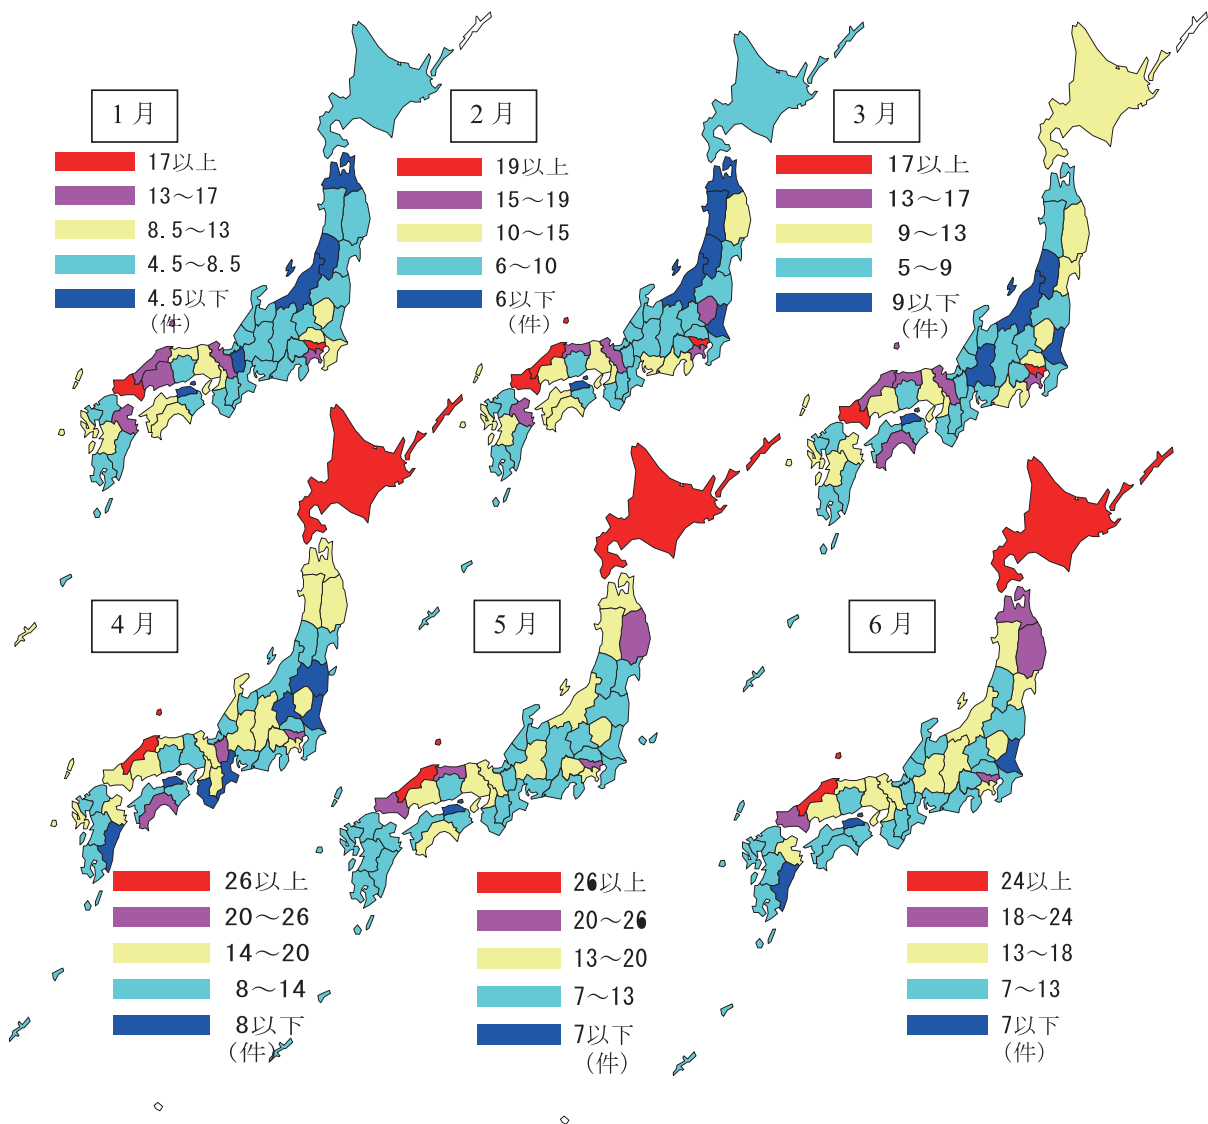 1月
17以上
13～17
8.5～13
4.5～8.5
4.5以下
(件)
2月
19以上
15～19
10～15
6～10
6以下
(件)
3月
17以上
13～17
9～13
5～9
9以下
(件)
4月
26以上
20～26
14～20
8～14
8以下
(件)
5月
26以上
20～26
13～20
7～13
7以下
(件)
6月
24以上
18～24
13～18
7～13
7以下
(件)